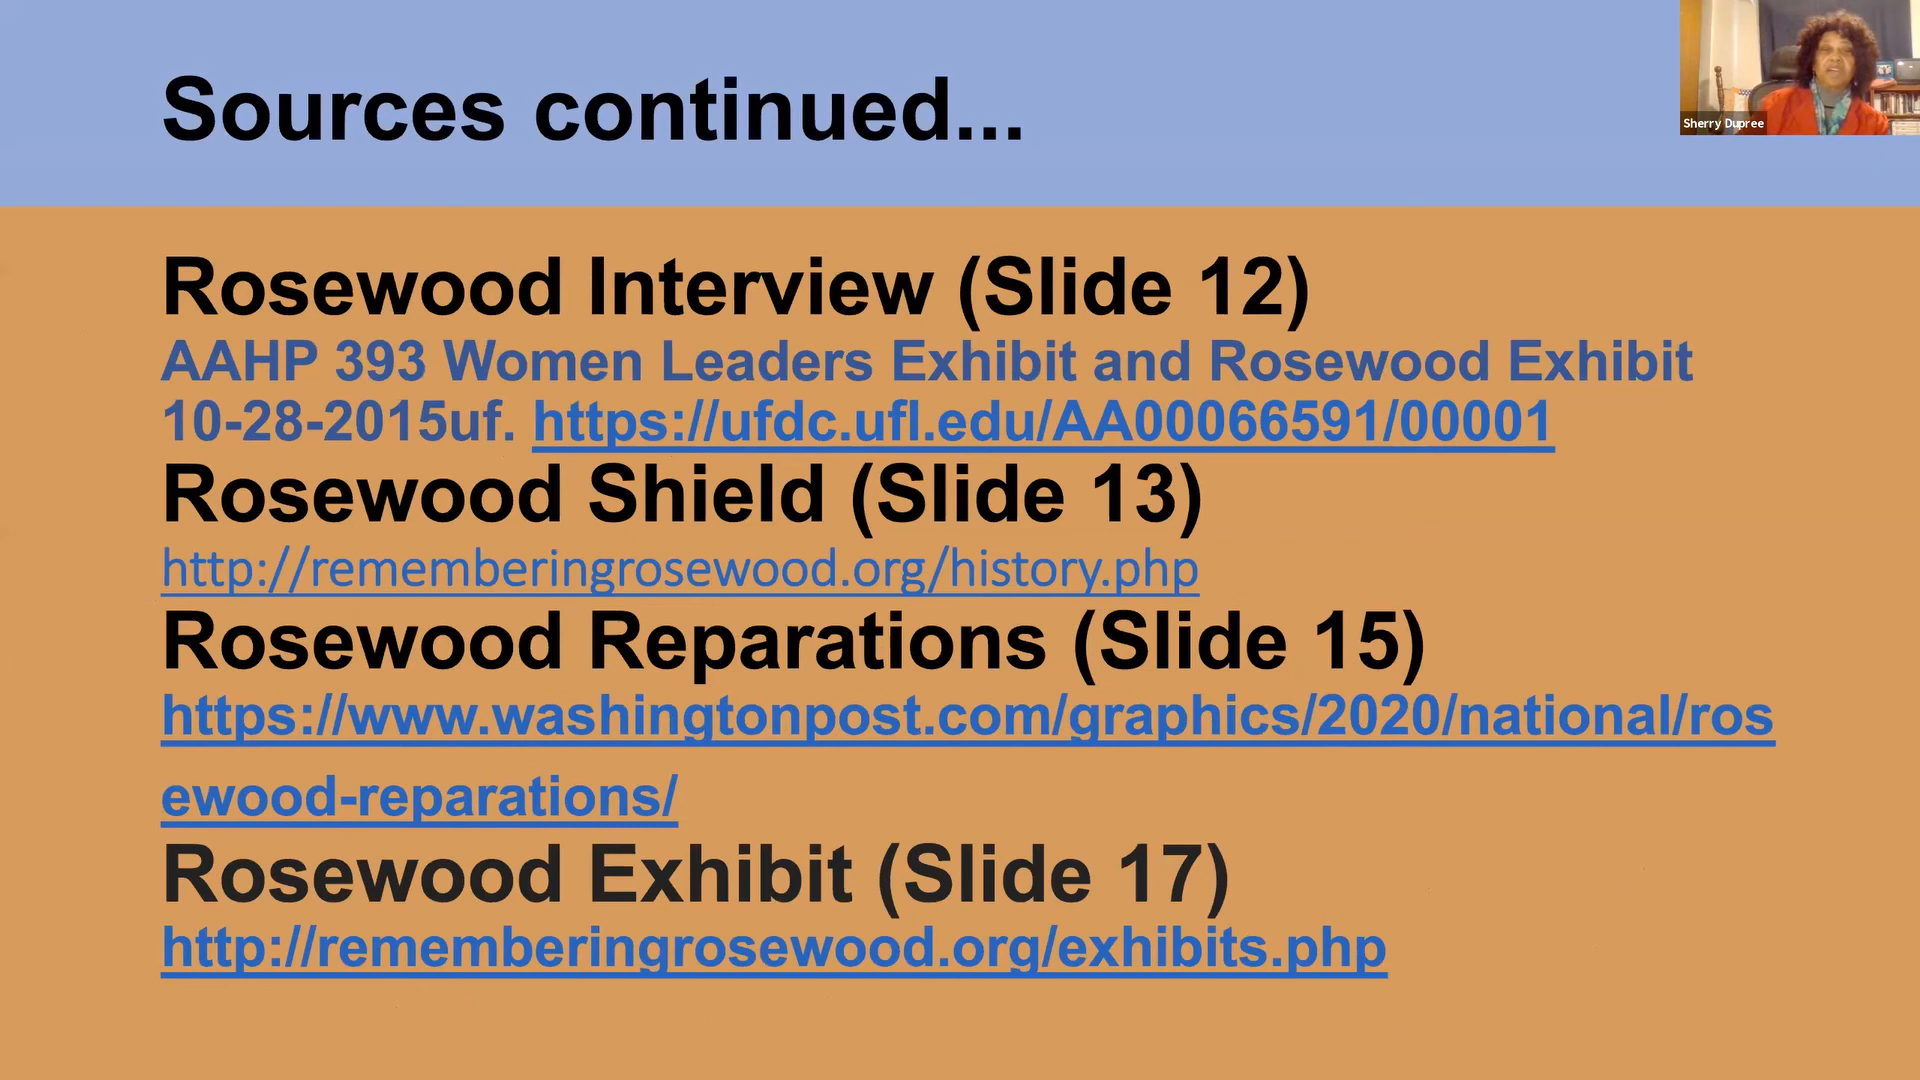 Sources continued...
Sherry Dupree
Rosewood Interview (Slide 12)
AAHP 393 Women Leaders Exhibit and Rosewood Exhibit
10-28-2015uf. https://ufdc.ufl.edu/AA00066591/00001
Rosewood Shield (Slide 13)
http://rememberingrosewood.org/history.php
Rosewood Reparations (Slide 15)
https://www.washingtonpost.com/graphics/2020/national/ros
ewood-reparations/
Rosewood Exhibit (Slide 17)
http://rememberingrosewood.org/exhibits.php